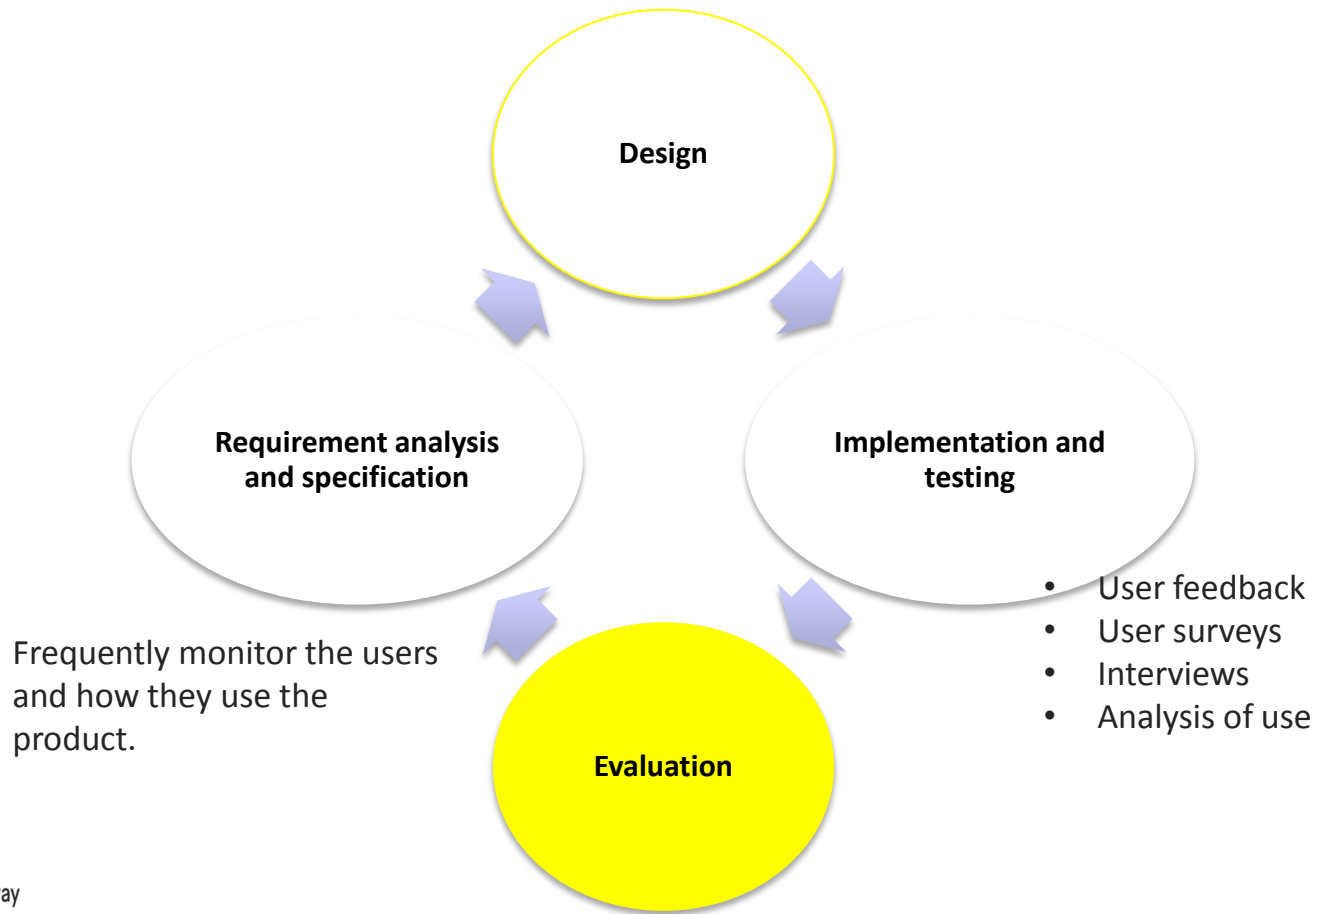 Design
Requirement analysis
and specification
Implementation and
testing
• User feedback
• User surveys
• Interviews
• Analysis of use
Frequently monitor the users
and how they use the
product.
Evaluation